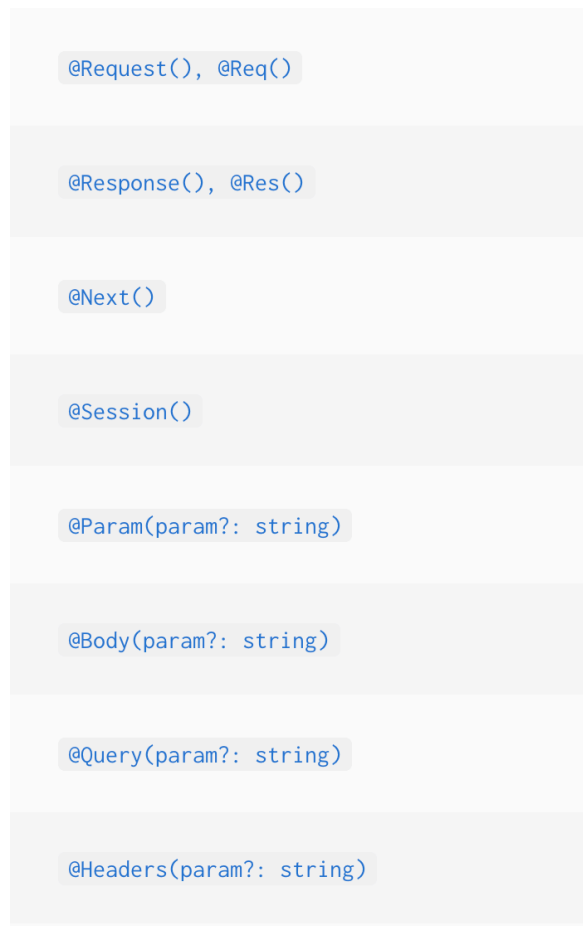 @Request(), @Req()
@Response(), @Res()
@Next()
@Session()
@Param(param?: string)
@Body(param?: string)
@Query(param?: string)
@Headers(param?: string)